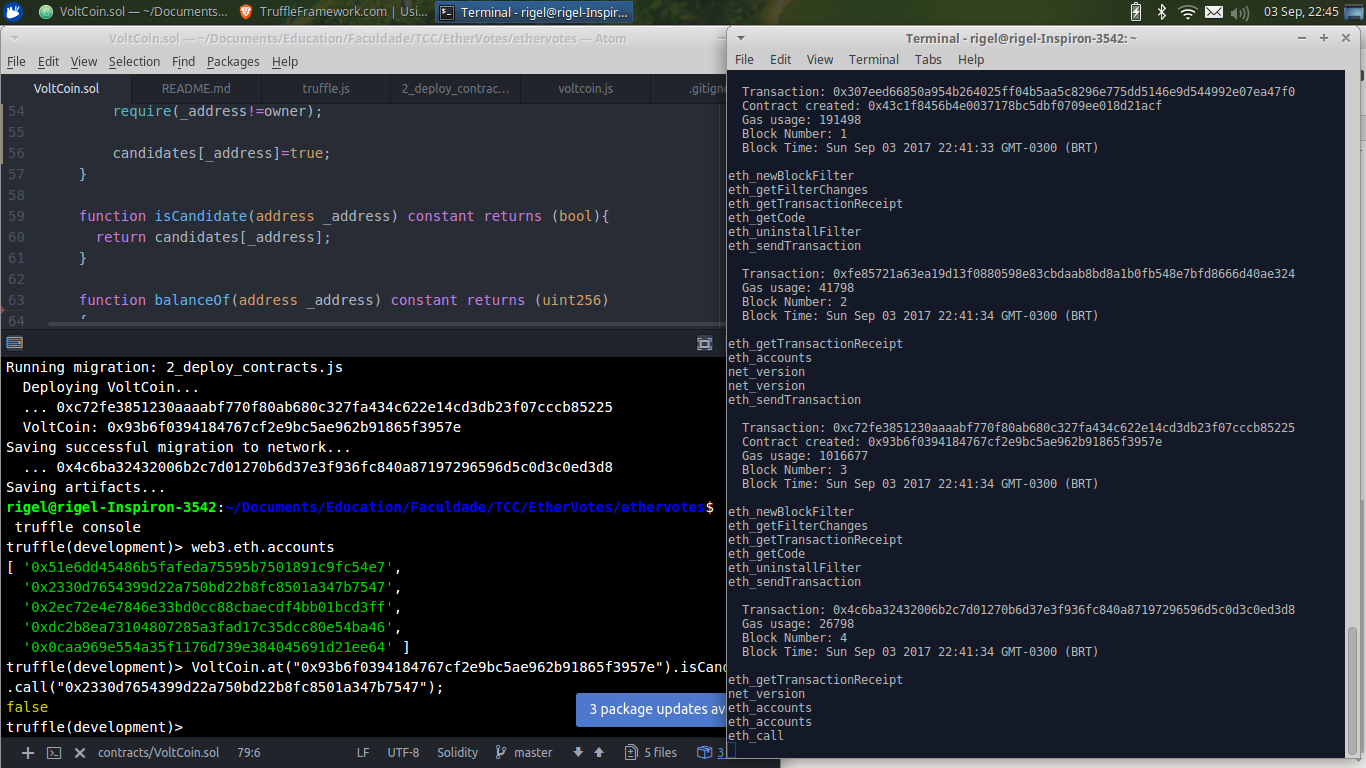 VoltCoin.sol — ~/Documents...
TruffleFramework.com | Usi...
Terminal - rigel@rigel-Inspir...
03 Sep, 22:45
VoltCoin.sol — ~/Documents/Education/Faculdade/TCC/EtherVotes/ethervotes — Atom
File Edit View Selection Find Packages Help
VoltCoin.sol README.md truffle.js 2_deploy_contrac... voltcoin.js .gitign
54 require(_address!=owner);
55
56 candidates[_address]=true;
57 }
58
59 function isCandidate(address _address) constant returns (bool){
60 return candidates[_address];
61 }
62
63 function balanceOf(address _address) constant returns (uint256)
64 {
Running migration: 2_deploy_contracts.js
Deploying VoltCoin...
... 0xc72fe3851230aaaabf770f80ab680c327fa434c622e14cd3db23f07cccb85225
VoltCoin: 0x93b6f0394184767cf2e9bc5ae962b91865f3957e
Saving successful migration to network...
... 0x4c6ba32432006b2c7d01270b6d37e3f936fc840a87197296596d5c0d3c0ed3d8
Saving artifacts...
rigel@rigel-Inspiron-3542:~/Documents/Education/Faculdade/TCC/EtherVotes/ethervotes$
truffle console
truffle(development)> web3.eth.accounts
[ '0x51e6dd45486b5fafeda75595b7501891c9fc54e7',
'0x2330d7654399d22a750bd22b8fc8501a347b7547',
'0x2ec72e4e7846e33bd0cc88cbaecdf4bb01bcd3ff',
'0xdc2b8ea73104807285a3fad17c35dcc80e54ba46',
'0x0caa969e554a35f1176d739e384045691d21ee64' ]
truffle(development)> VoltCoin.at("0x93b6f0394184767cf2e9bc5ae962b91865f3957e").isCan
.call("0x2330d7654399d22a750bd22b8fc8501a347b7547");
false
truffle(development)>
3 package updates av
contracts/VoltCoin.sol 79:6 LF UTF-8 Solidity master 5 files 3
Terminal - rigel@rigel-Inspiron-3542: ~
File Edit View Terminal Tabs Help
Transaction: 0x307eed66850a954b264025ff04b5aa5c8296e775dd5146e9d544992e07ea47f0
Contract created: 0x43c1f8456b4e0037178bc5dbf0709ee018d21acf
Gas usage: 191498
Block Number: 1
Block Time: Sun Sep 03 2017 22:41:33 GMT-0300 (BRT)
eth_newBlockFilter
eth_getFilterChanges
eth_getTransactionReceipt
eth_getCode
eth_uninstallFilter
eth_sendTransaction
Transaction: 0xfe85721a63ea19d13f0880598e83cbdaab8bd8a1b0fb548e7bfd8666d40ae324
Gas usage: 41798
Block Number: 2
Block Time: Sun Sep 03 2017 22:41:34 GMT-0300 (BRT)
eth_getTransactionReceipt
eth_accounts
net_version
net_version
eth_sendTransaction
Transaction: 0xc72fe3851230aaaabf770f80ab680c327fa434c622e14cd3db23f07cccb85225
Contract created: 0x93b6f0394184767cf2e9bc5ae962b91865f3957e
Gas usage: 1016677
Block Number: 3
Block Time: Sun Sep 03 2017 22:41:34 GMT-0300 (BRT)
eth_newBlockFilter
eth_getFilterChanges
eth_getTransactionReceipt
eth_getCode
eth_uninstallFilter
eth_sendTransaction
Transaction: 0x4c6ba32432006b2c7d01270b6d37e3f936fc840a87197296596d5c0d3c0ed3d8
Gas usage: 26798
Block Number: 4
Block Time: Sun Sep 03 2017 22:41:34 GMT-0300 (BRT)
eth_getTransactionReceipt
net_version
eth_accounts
eth_accounts
eth_call